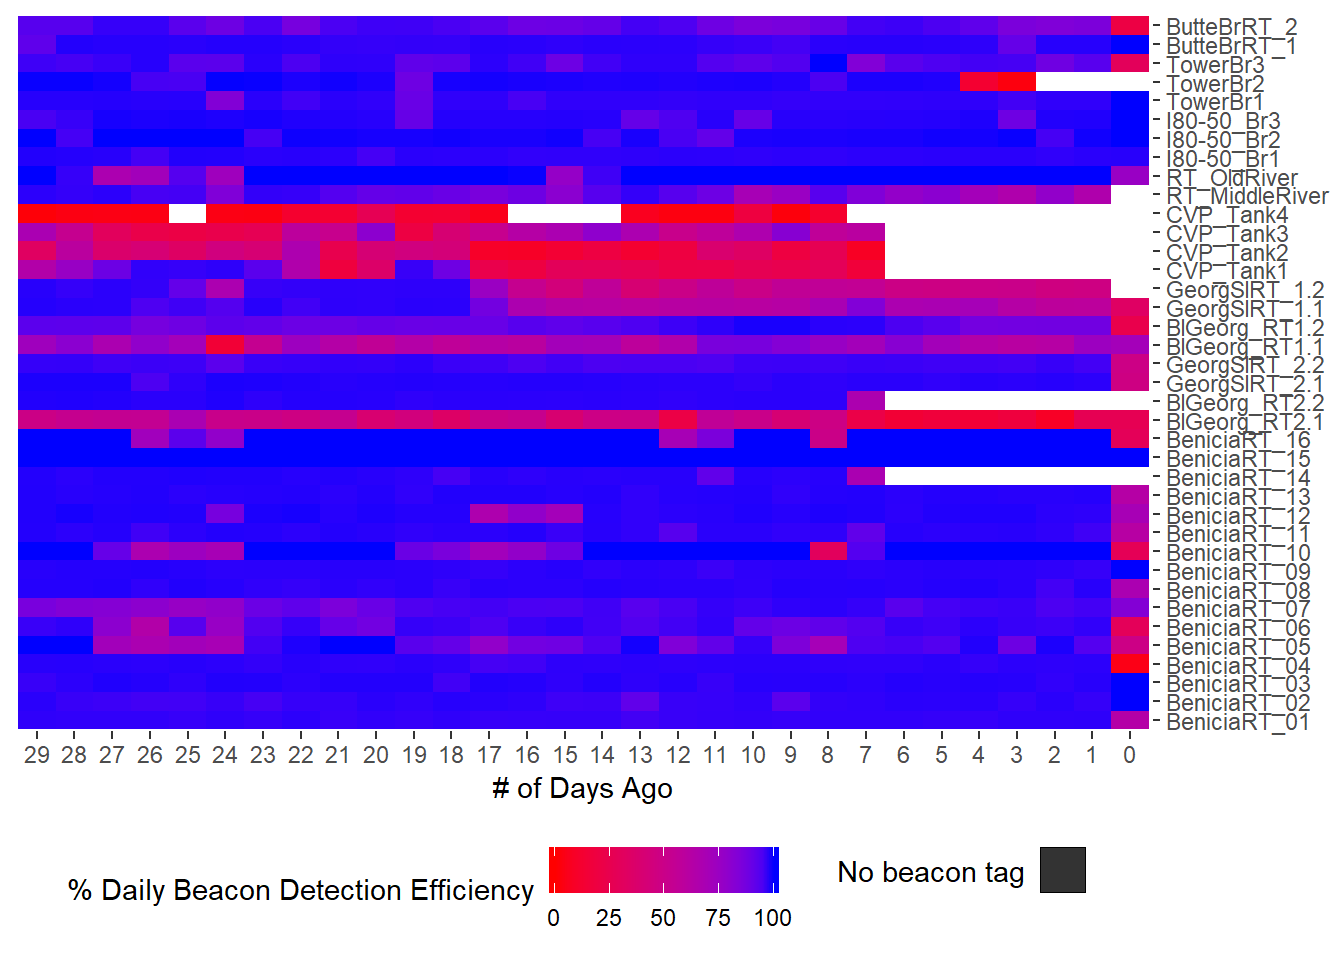 ButteBrRT_2
ButteBrRT_1
TowerBr3
TowerBr2
TowerBr1
I80-50_Br3
I80-50_Br2
I80-50_Br1
RT_OldRiver
RT_MiddleRiver
CVP_Tank4
CVP_Tank3
CVP_Tank2
CVP_Tank1
GeorgSlRT_1.2
GeorgSlRT_1.1
BlGeorg_RT1.2
BlGeorg_RT1.1
GeorgSlRT_2.2
GeorgSlRT_2.1
BlGeorg_RT2.2
BlGeorg_RT2.1
BeniciaRT_16
BeniciaRT_15
BeniciaRT_14
BeniciaRT_13
BeniciaRT_12
BeniciaRT_11
BeniciaRT_10
BeniciaRT_09
BeniciaRT_08
BeniciaRT_07
BeniciaRT_06
BeniciaRT_05
BeniciaRT_04
BeniciaRT_03
BeniciaRT_02
BeniciaRT_01
29 28 27 26 25 24 23 22 21 20 19 18 17 16 15 14 13 12 11 10 9 8 7 6 5 4 3 2 1 0
# of Days Ago
% Daily Beacon Detection Efficiency
0 25 50 75 100
No beacon tag